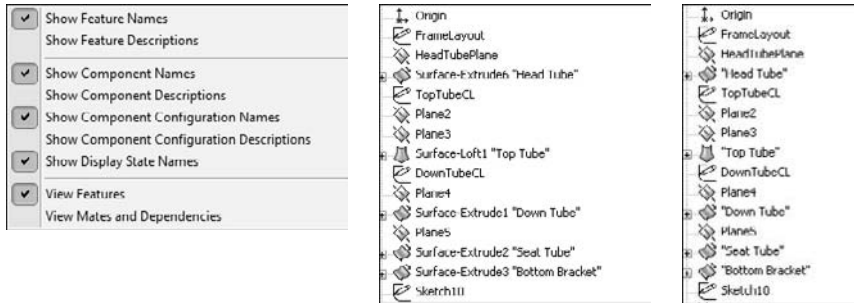 Show Feature Names
Show Feature Descriptions
Show Component Names
Show Component Descriptions
Show Component Configuration Names
Show Component Configuration Descriptions
Show Display State Names
View Features
View Mates and Dependencies
Origin
FrameLayout
HeadTubePlane
Surface-Extrude6 "Head Tube"
TopTubeCL
Plane2
Plane3
Surface-Loft1 "Top Tube"
DownTubeCL
Plane4
Surface-Extrude1 "Down Tube"
Plane5
Surface-Extrude2 "Seat Tube"
Surface-Extrude3 "Bottom Bracket"
Sketch10
Origin
FrameLayout
HeadTubePlane
"Head Tube"
TopTubeCL
Plane2
Plane3
"Top Tube"
DownTubeCL
Plane4
"Down Tube"
Plane5
"Seat Tube"
"Bottom Bracket"
Sketch10